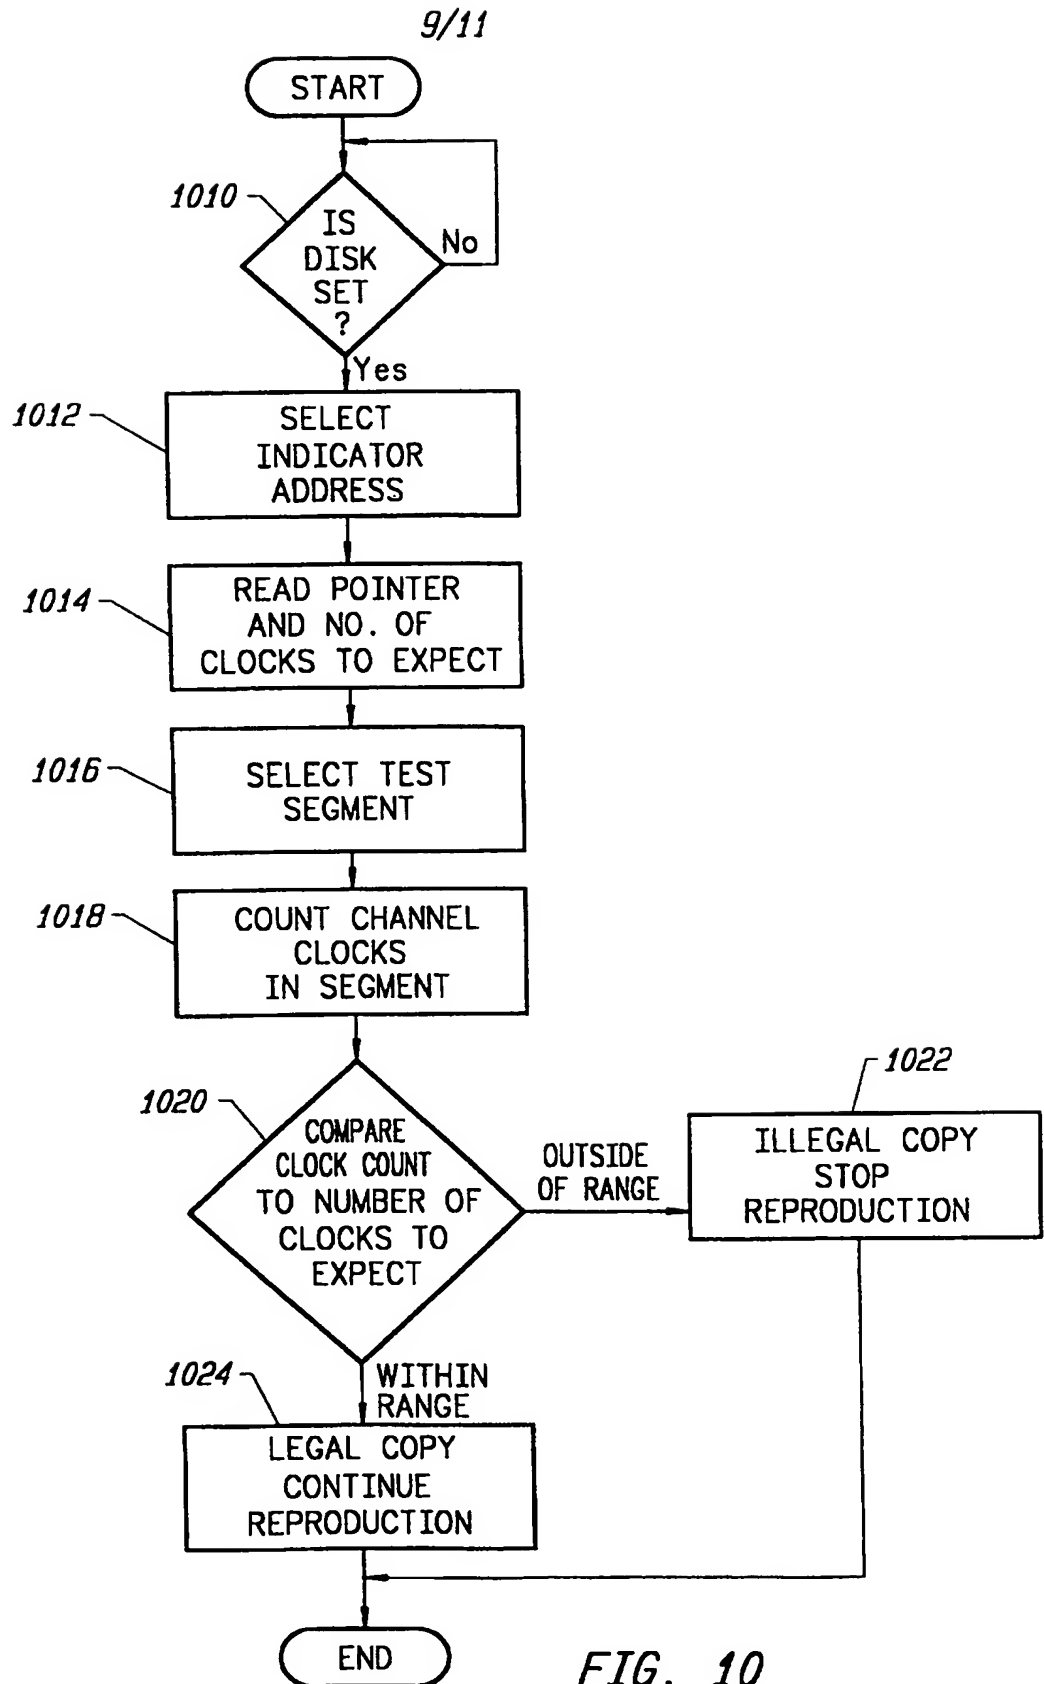 9/11
START
1010
IS
DISK
SET
?
No
Yes
1012
SELECT
INDICATOR
ADDRESS
1014
READ POINTER
AND NO. OF
CLOCKS TO EXPECT
1016
SELECT TEST
SEGMENT
1018
COUNT CHANNEL
CLOCKS
IN SEGMENT
1020
COMPARE
CLOCK COUNT
TO NUMBER OF
CLOCKS TO
EXPECT
OUTSIDE
OF RANGE
1022
ILLEGAL COPY
STOP
REPRODUCTION
WITHIN
RANGE
1024
LEGAL COPY
CONTINUE
REPRODUCTION
END
FIG. 10